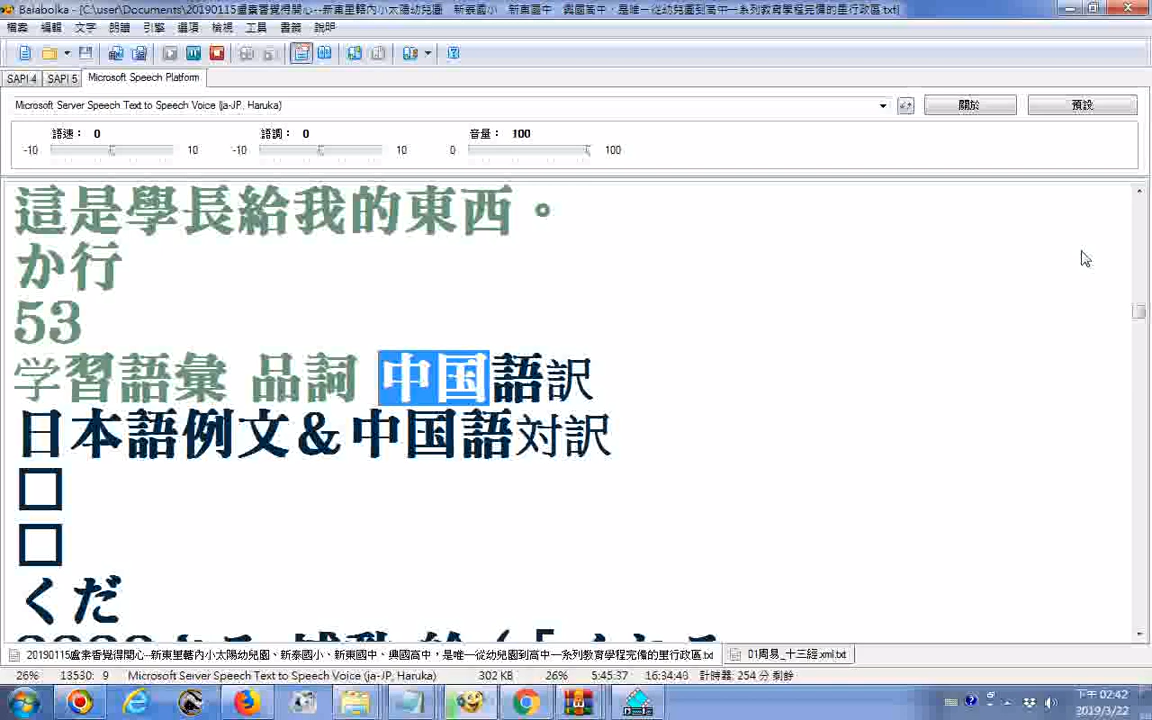 Balabolka - [C:\user\Documents\20190115盧素香覺得開心--新東里轄內小太陽幼兒園 新泰國小 新東國中 興國高中，是唯一從幼兒園到高中一系列教育學程完備的里行政區.txt]
檔案 編輯 文字 朗讀 引擎 選項 檢視 工具 書籤 說明
SAPI 4 SAPI 5 Microsoft Speech Platform
Microsoft Server Speech Text to Speech Voice (ja-JP, Haruka) 關於 預設
語速： 0 語調： 0 音量： 100
-10 10 -10 10 0 100
這是學長給我的東西。
か行
53
学習語彙 品詞 中国語訳
日本語例文＆中国語対訳
□
□
くだ
20190115盧素香覺得開心--新東里轄內小太陽幼兒園、新泰國小、新東國中、興國高中，是唯一從幼兒園到高中一系列教育學程完備的里行政區.txt 01周易_十三經.xml.txt
26% 13530: 9 Microsoft Server Speech Text to Speech Voice (ja-JP, Haruka) 302 KB 26% 5:45:37 16:34:48 計時器: 254 分 剩餘
下午 02:42
2019/3/22